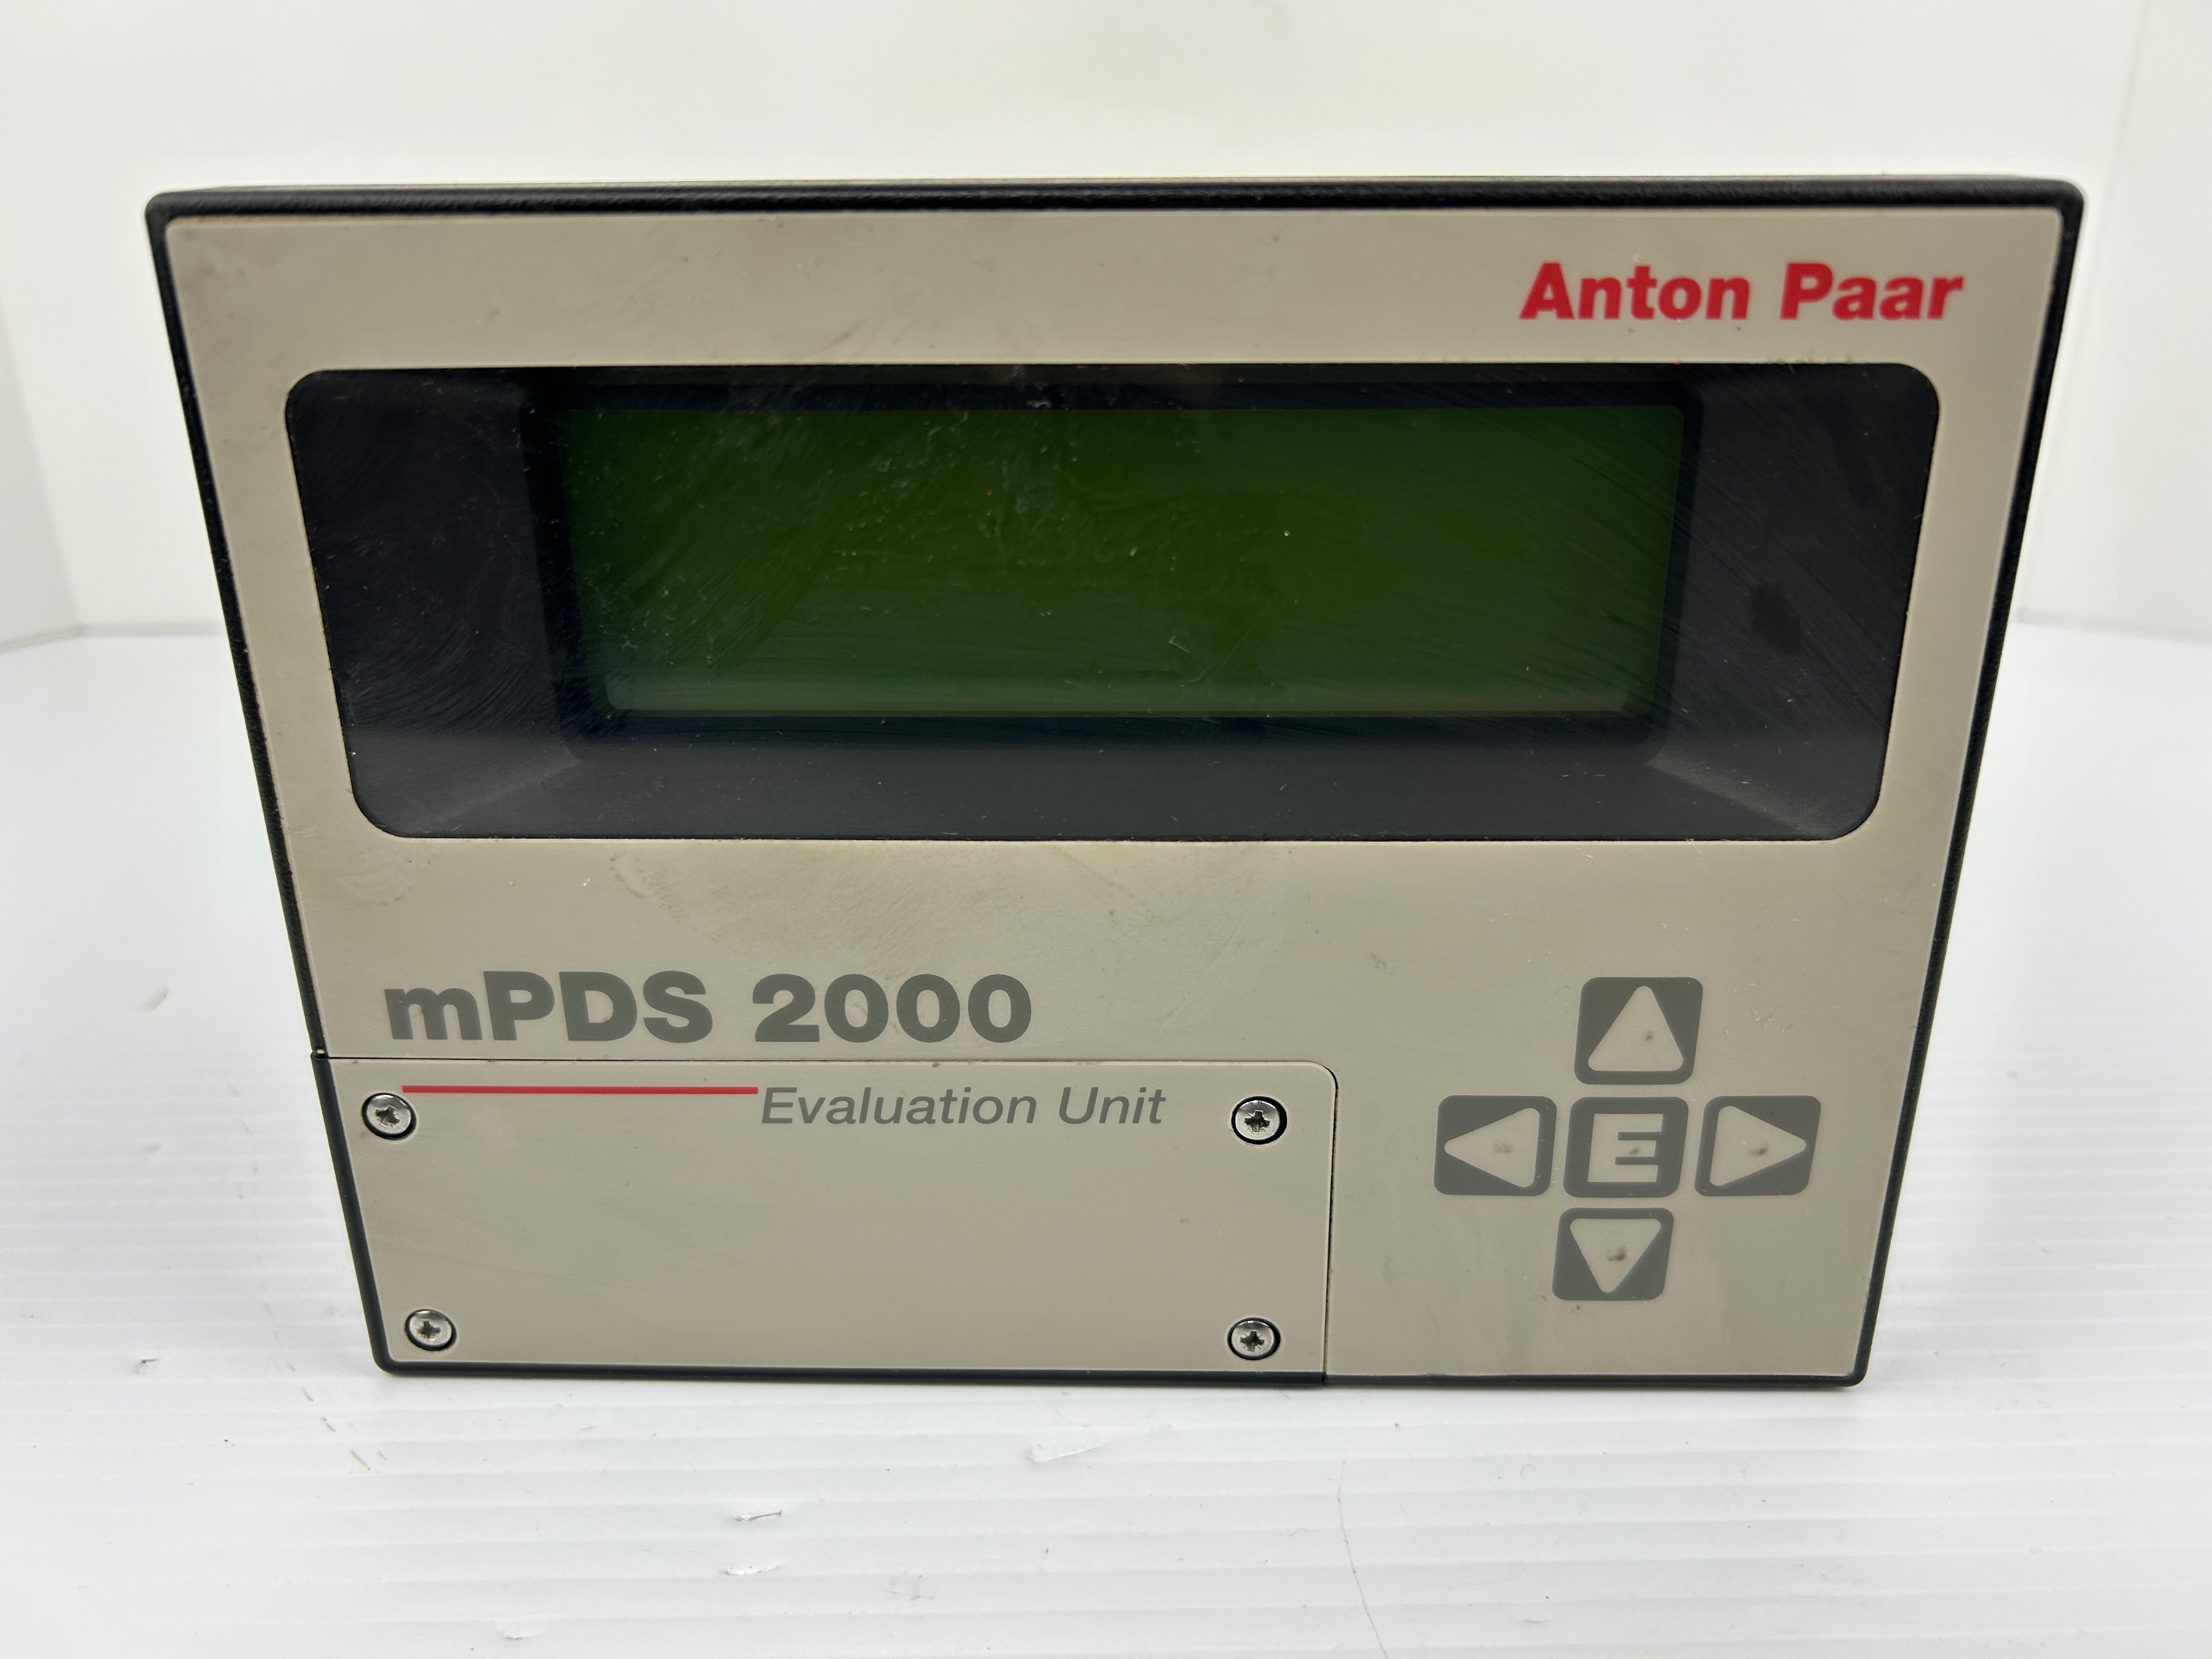 Anton Paar
mPDS 2000
Evaluation Unit
E